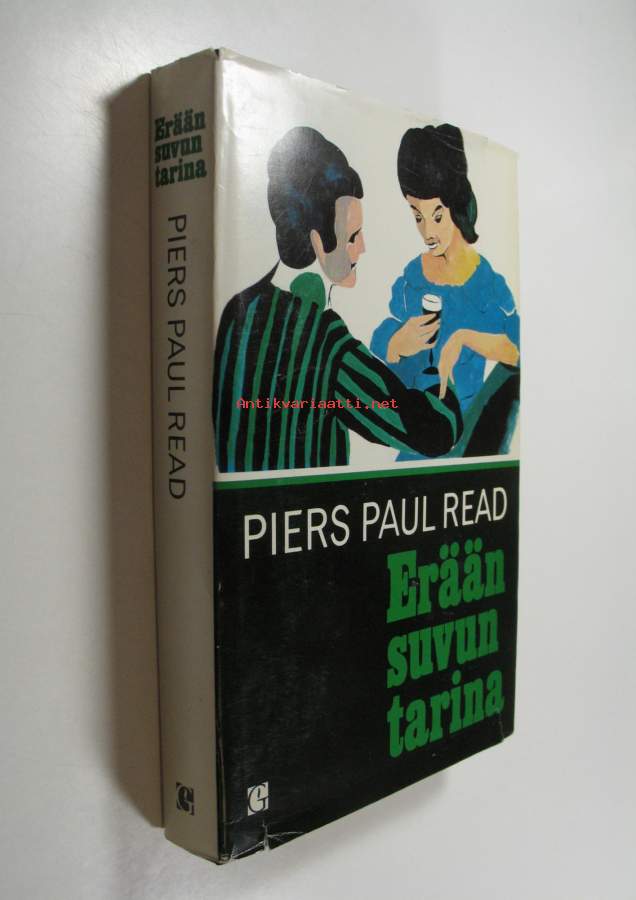 Erään
suvun
tarina
PIERS PAUL READ
G
Antikvariaatti.net
PIERS PAUL READ
Erään
suvun
tarina
G